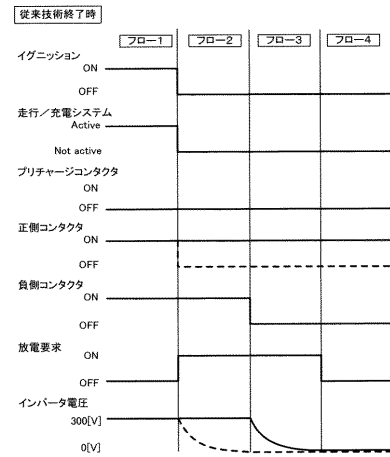 従来技術終了時
フロー1 フロー2 フロー3 フロー4
イグニッション
ON
OFF
走行／充電システム
Active
Not active
プリチャージコンタクタ
ON
OFF
正側コンタクタ
ON
OFF
負側コンタクタ
ON
OFF
放電要求
ON
OFF
インバータ電圧
300[V]
0[V]